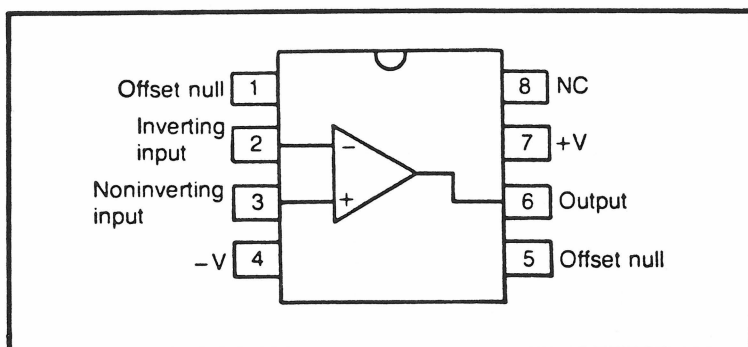 Offset null 1
Inverting
input
2
Noninverting
input
3
−V 4
8 NC
7 +V
6 Output
5 Offset null
−
+